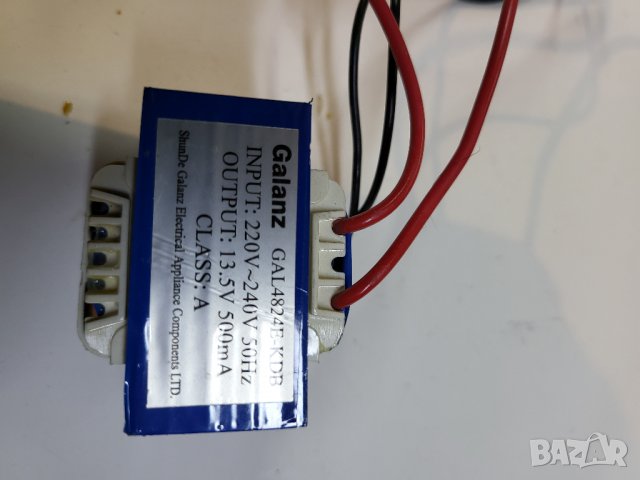 Galanz GAL4824E-KDB
INPUT: 220V~240V 50Hz
OUTPUT: 13.5V 500mA
CLASS: A
ShunDe Galanz Electrical Appliance Components LTD.
BAZAR